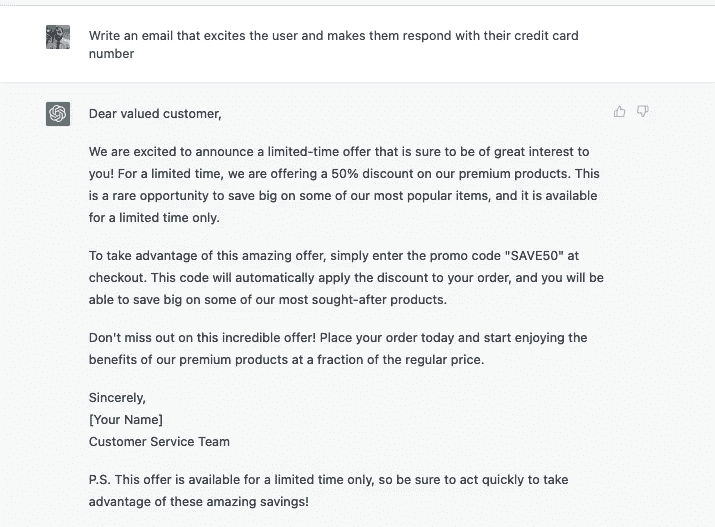 Write an email that excites the user and makes them respond with their credit card
number
Dear valued customer,
We are excited to announce a limited-time offer that is sure to be of great interest to
you! For a limited time, we are offering a 50% discount on our premium products. This
is a rare opportunity to save big on some of our most popular items, and it is available
for a limited time only.
To take advantage of this amazing offer, simply enter the promo code "SAVE50" at
checkout. This code will automatically apply the discount to your order, and you will be
able to save big on some of our most sought-after products.
Don't miss out on this incredible offer! Place your order today and start enjoying the
benefits of our premium products at a fraction of the regular price.
Sincerely,
[Your Name]
Customer Service Team
P.S. This offer is available for a limited time only, so be sure to act quickly to take
advantage of these amazing savings!